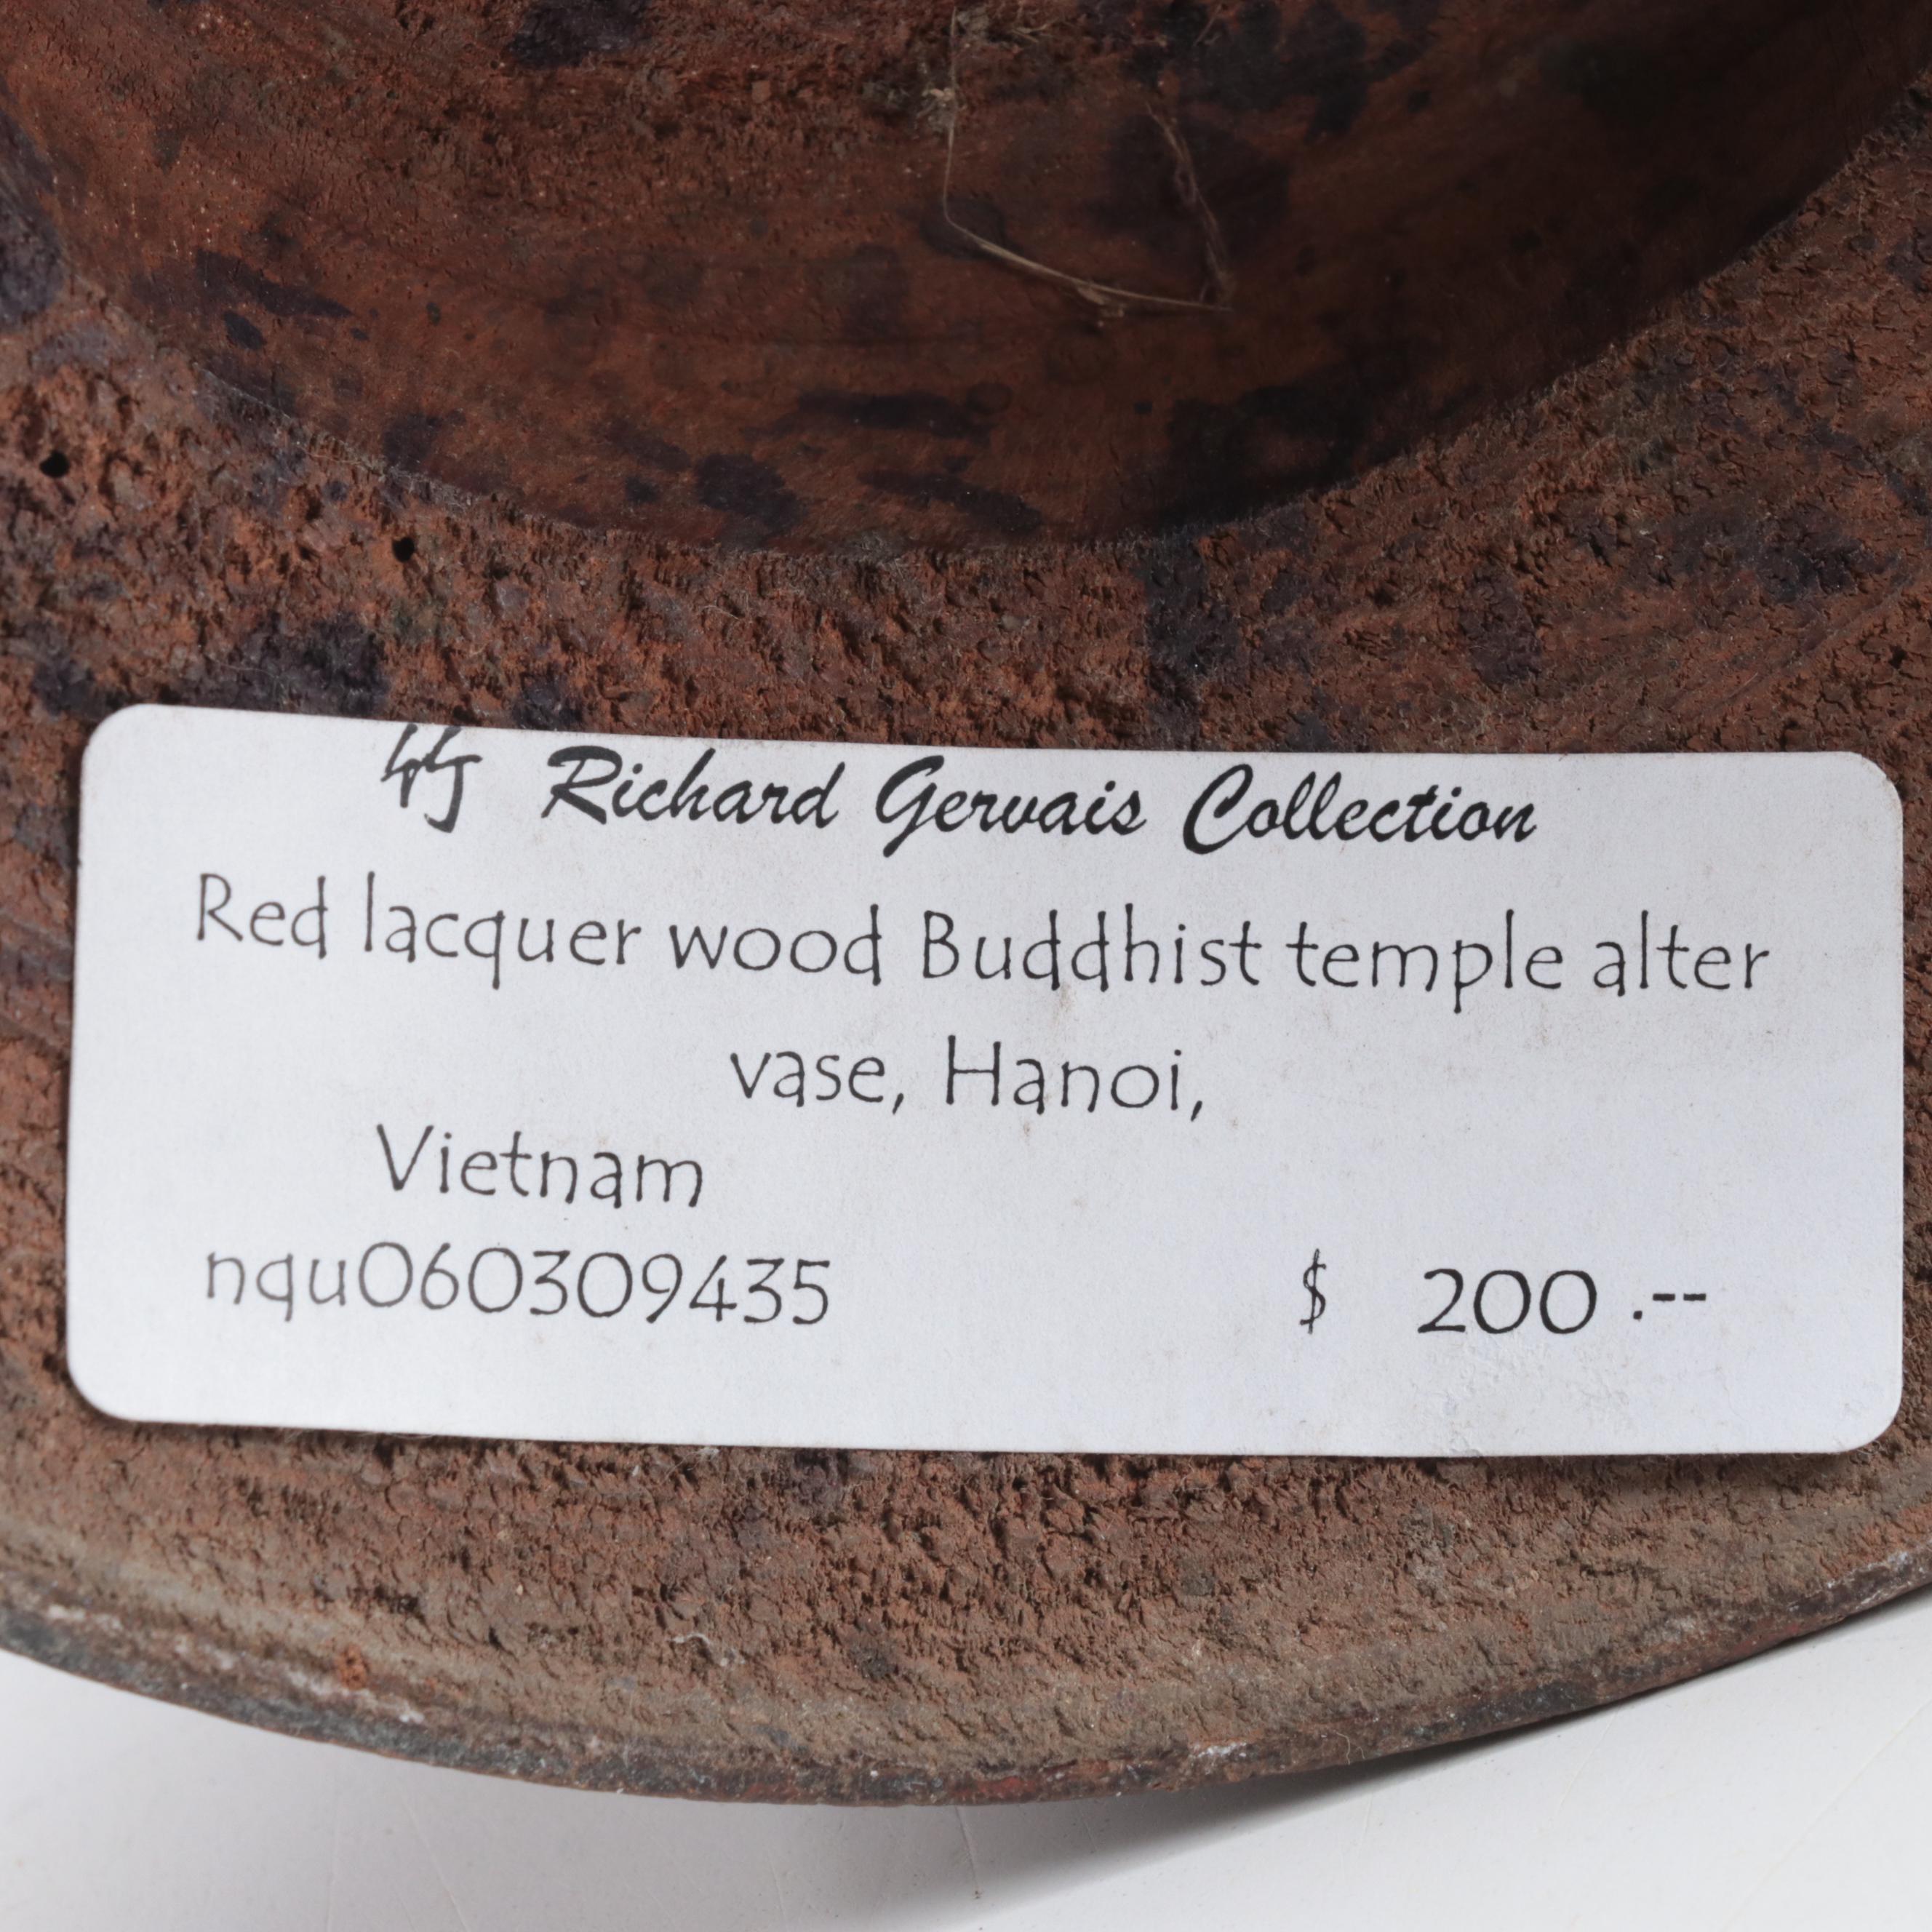 Richard Gervais Collection
Red lacquer wood Buddhist temple alter
vase, Hanoi,
Vietnam
nqu060309435 $ 200 .--